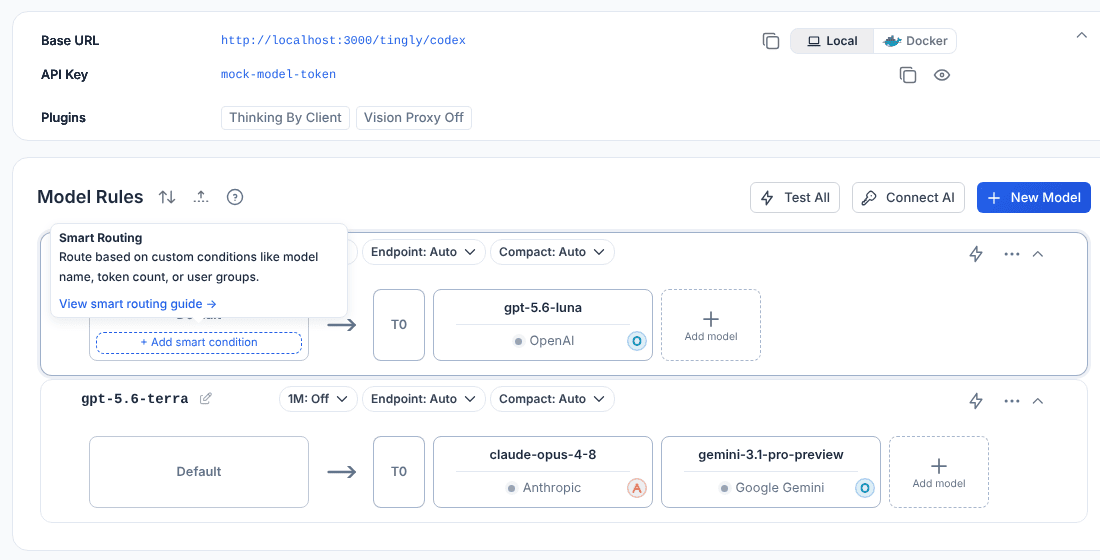 Base URL
http://localhost:3000/tingly/codex
Local
Docker
API Key
mock-model-token
Plugins
Thinking By Client
Vision Proxy Off
Model Rules
Test All
Connect AI
New Model
Smart Routing
Route based on custom conditions like model
name, token count, or user groups.
View smart routing guide →
Endpoint: Auto
Compact: Auto
+ Add smart condition
T0
gpt-5.6-luna
OpenAI
O
Add model
gpt-5.6-terra
1M: Off
Endpoint: Auto
Compact: Auto
Default
T0
claude-opus-4-8
Anthropic
A
gemini-3.1-pro-preview
Google Gemini
O
Add model